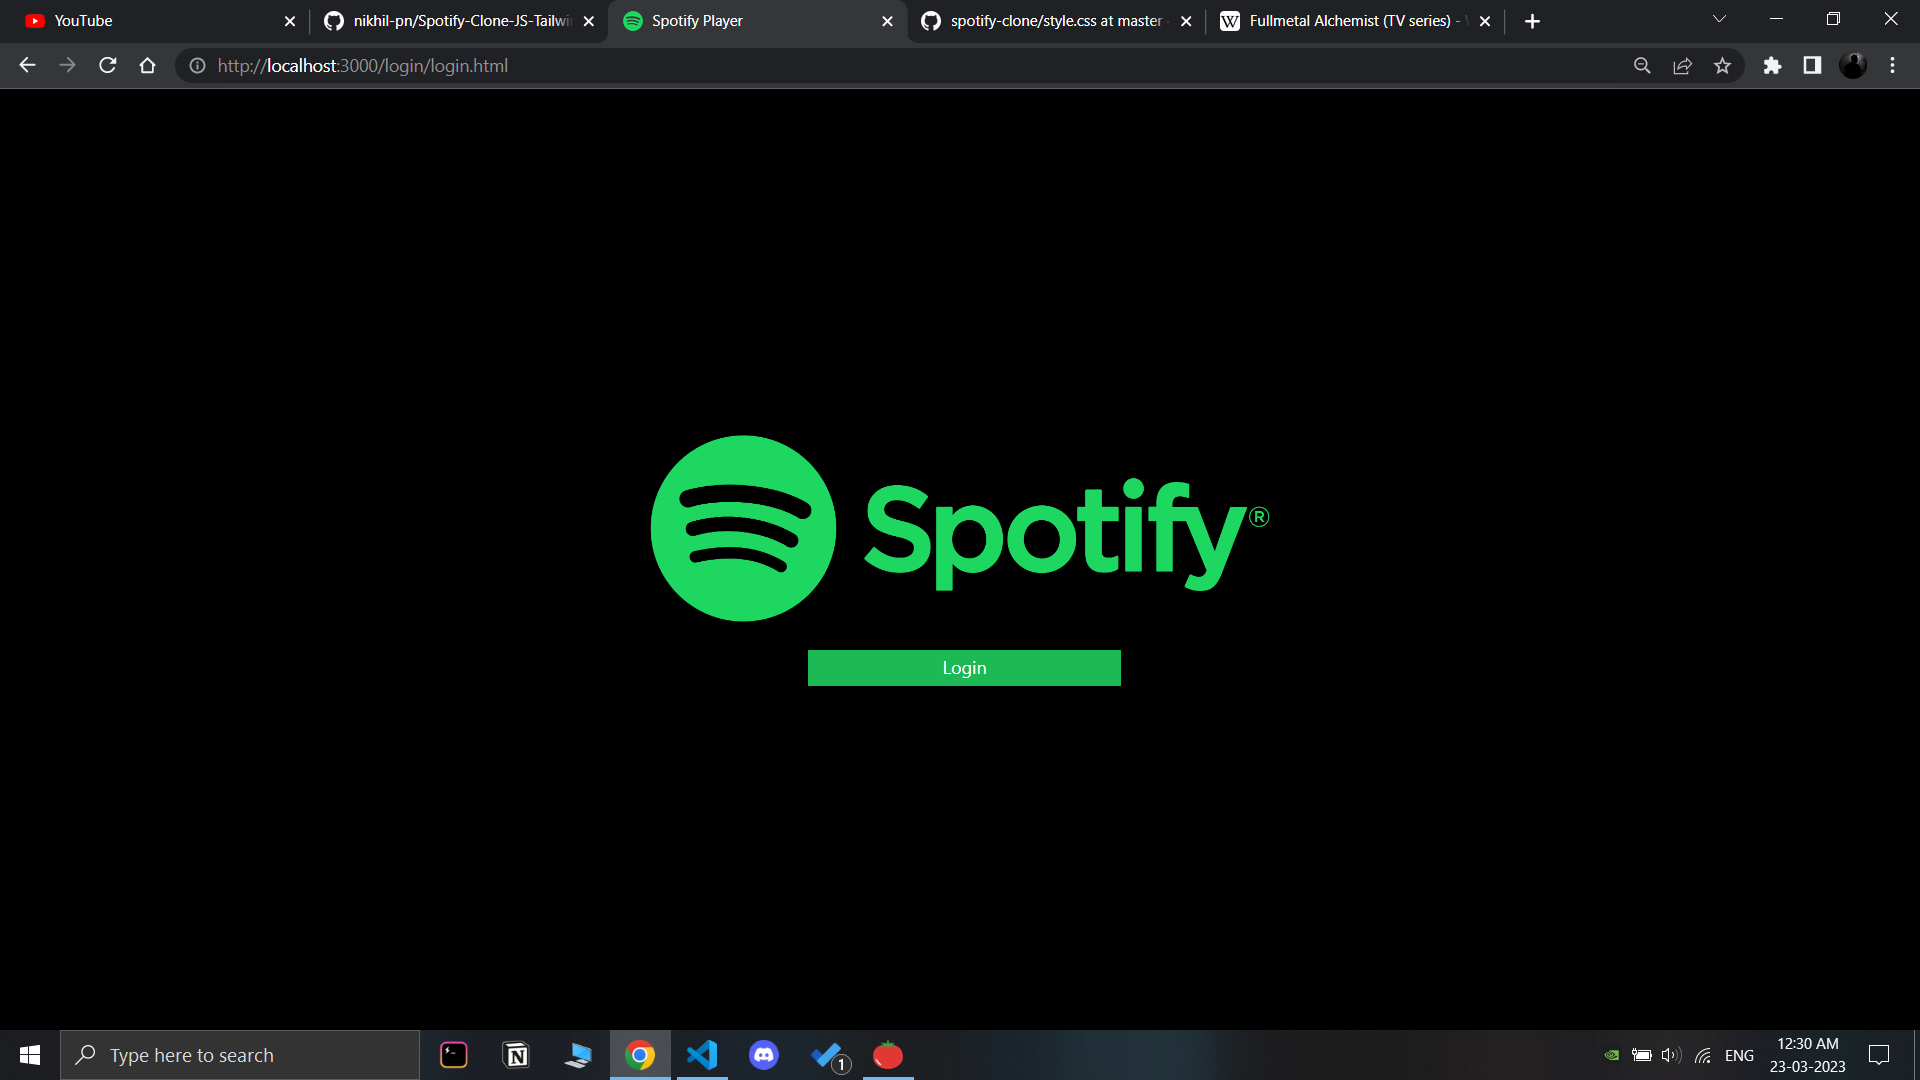 YouTube
nikhil-pn/Spotify-Clone-JS-Tailwi
Spotify Player
spotify-clone/style.css at master
Fullmetal Alchemist (TV series) -
http://localhost:3000/login/login.html
Spotify®
Login
Type here to search
1
ENG
12:30 AM
23-03-2023